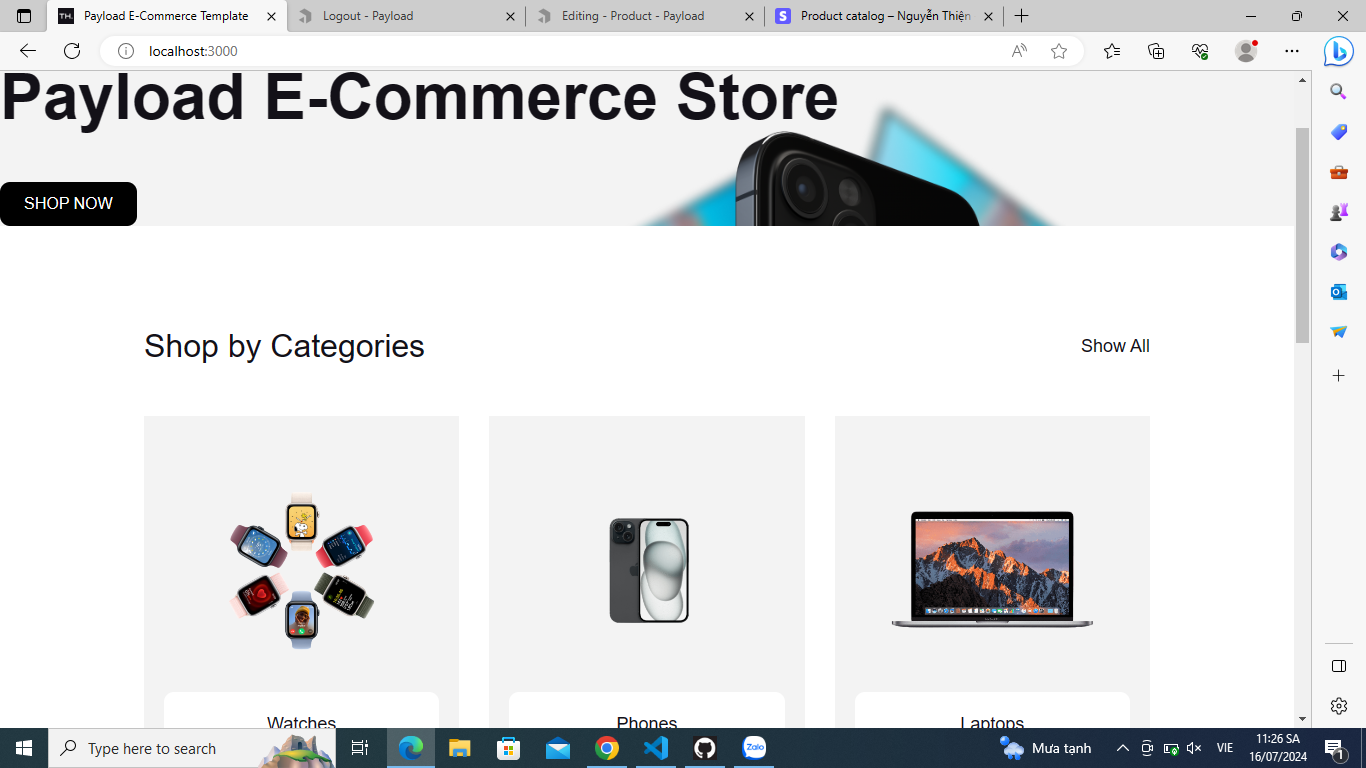 Payload E-Commerce Template
Logout - Payload
Editing - Product - Payload
Product catalog – Nguyễn Thiện
localhost:3000
Payload E-Commerce Store
SHOP NOW
Shop by Categories
Show All
Watches
Phones
Laptops
Type here to search
Zalo
Mưa tạnh
VIE
11:26 SA
16/07/2024
1